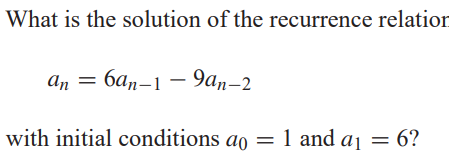 What is the solution of the recurrence relation
aₙ = 6aₙ₋₁ − 9aₙ₋₂
with initial conditions a₀ = 1 and a₁ = 6?